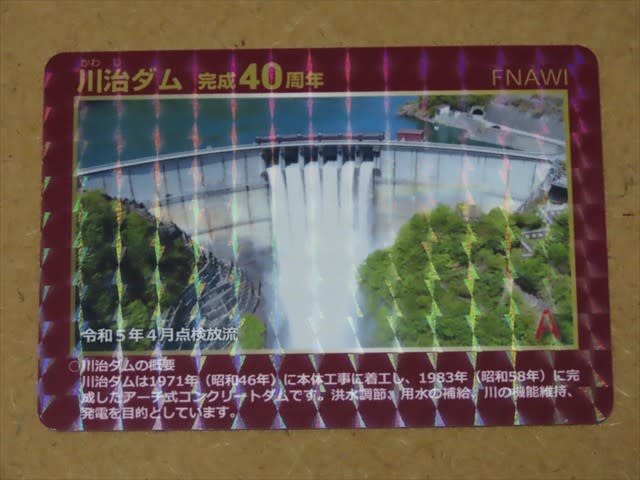 かわ じ
川治ダム 完成40周年 FNAWI
令和5年4月点検放流
A
○川治ダムの概要
川治ダムは1971年（昭和46年）に本体工事に着工し、1983年（昭和58年）に完
成したアーチ式コンクリートダムです。洪水調節、用水の補給、川の機能維持、
発電を目的としています。